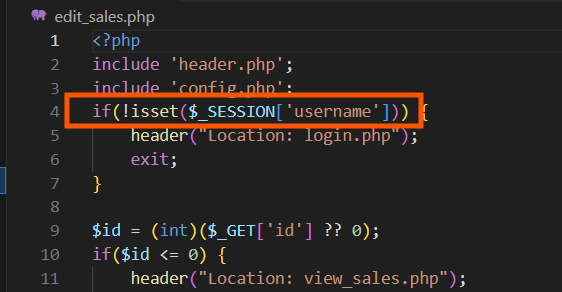 edit_sales.php
1 <?php
2 include 'header.php';
3 include 'config.php';
4 if(!isset($_SESSION['username'])) {
5 header("Location: login.php");
6 exit;
7 }
8
9 $id = (int)($_GET['id'] ?? 0);
10 if($id <= 0) {
11 header("Location: view_sales.php");